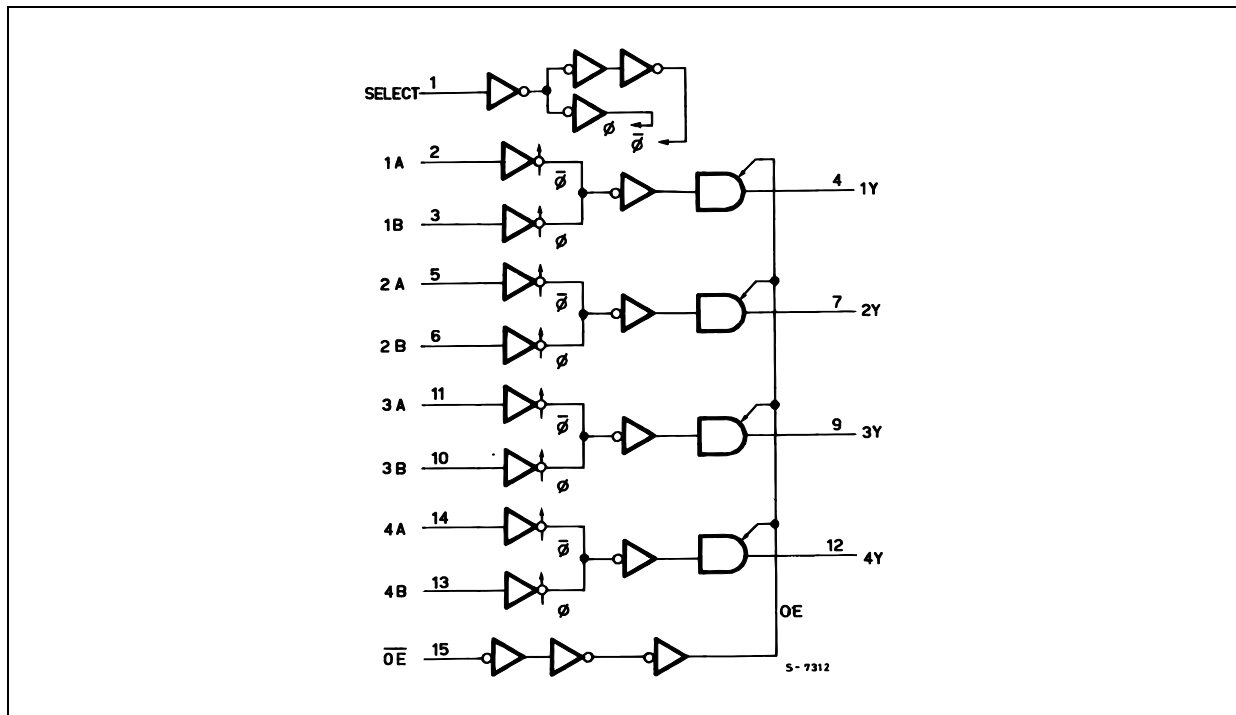 SELECT 1
ø ø̅
1A 2
ø̅
4 1Y
1B 3
ø
2A 5
ø̅
7 2Y
2B 6
ø
3A 11
ø̅
9 3Y
3B 10
ø
4A 14
ø̅
12 4Y
4B 13
ø
OE
O̅E̅ 15
S-7312